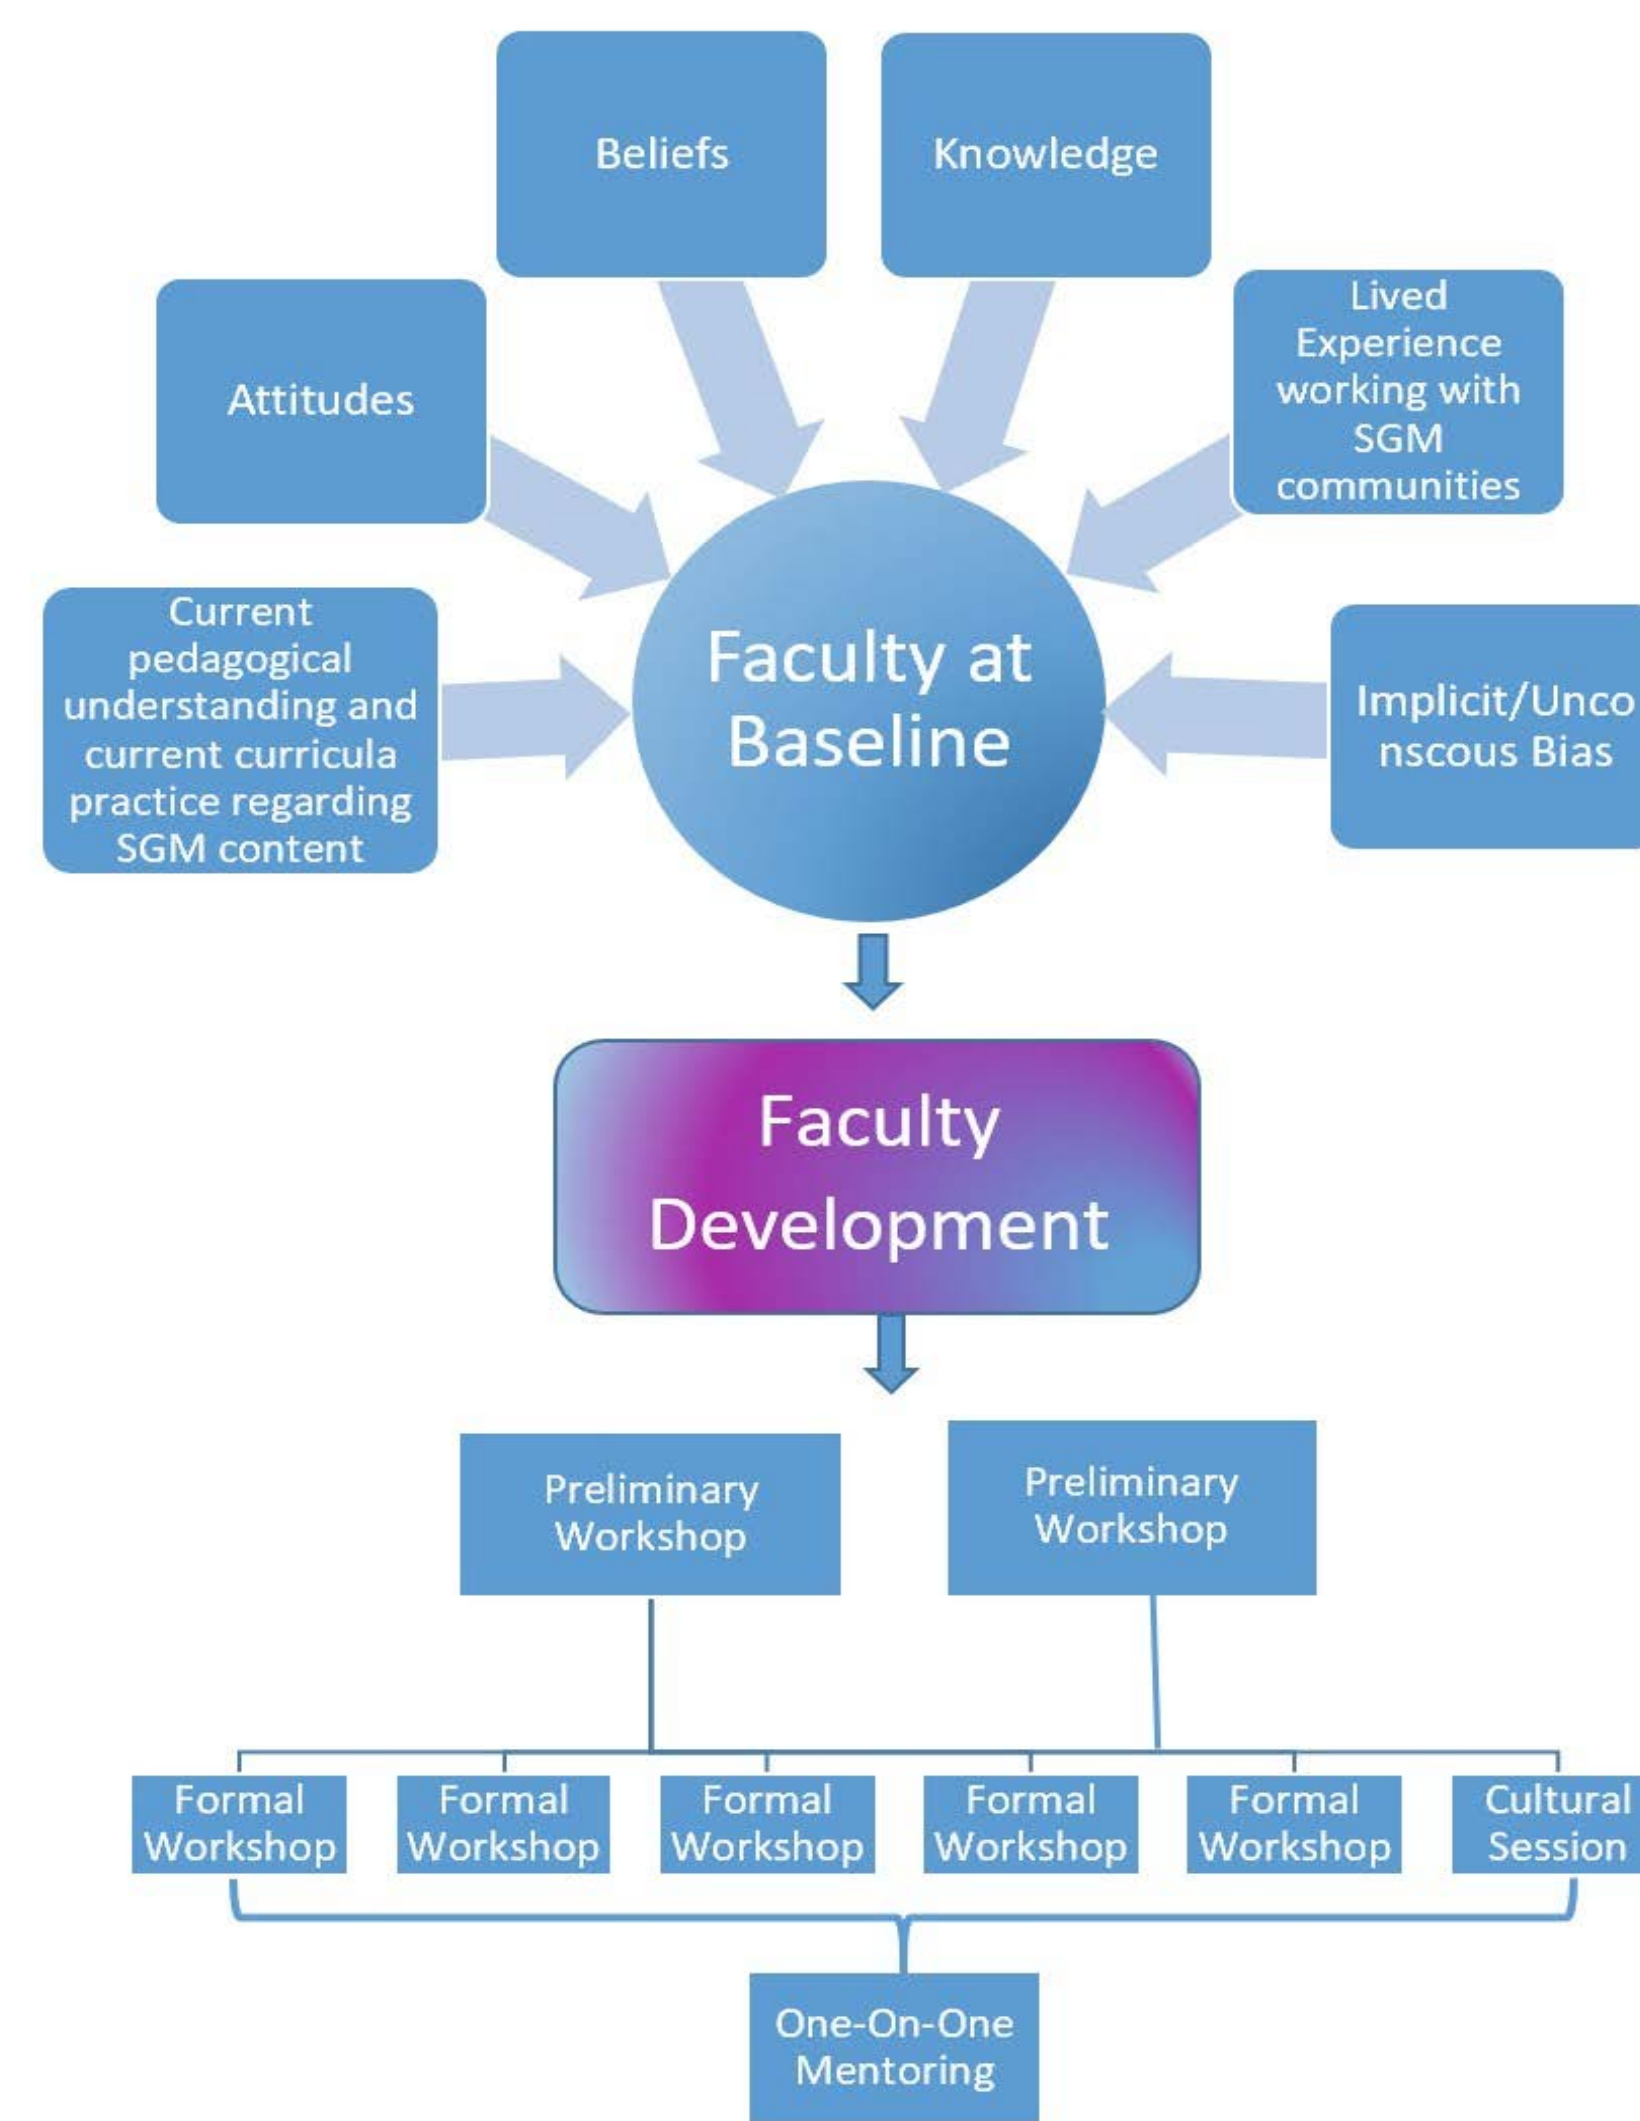 Beliefs
Knowledge
Attitudes
Lived
Experience
working with
SGM
communities
Current
pedagogical
understanding and
current curricula
practice regarding
SGM content
Faculty at
Baseline
Implicit/Unco
nscous Bias
Faculty
Development
Preliminary
Workshop
Preliminary
Workshop
Formal
Workshop
Formal
Workshop
Formal
Workshop
Formal
Workshop
Formal
Workshop
Cultural
Session
One-On-One
Mentoring